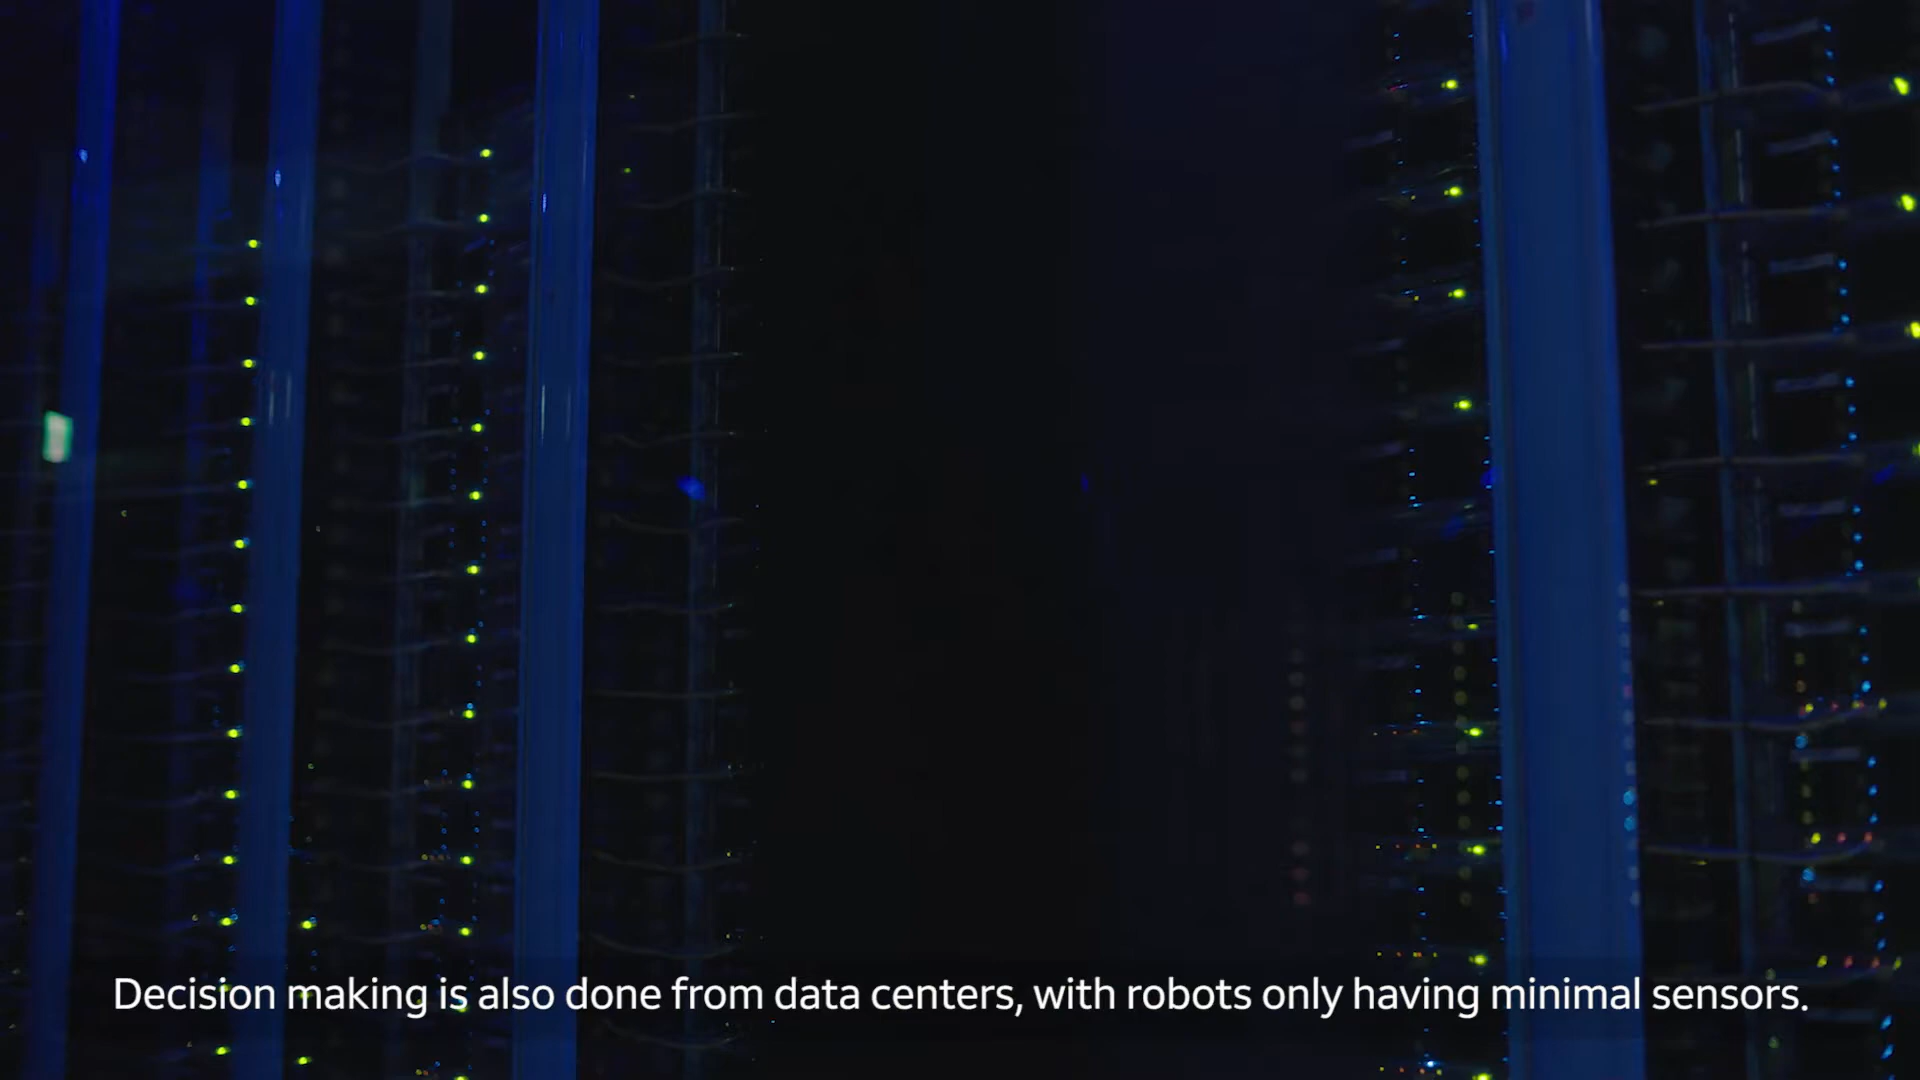 Decision making is also done from data centers, with robots only having minimal sensors.